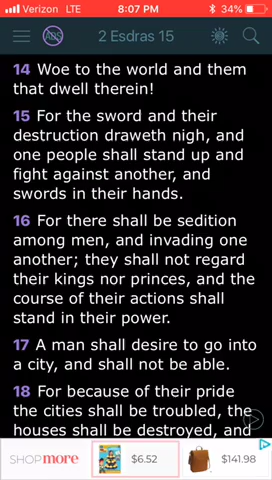 Verizon LTE 8:07 PM 34%
ADS 2 Esdras 15
14 Woe to the world and them
that dwell therein!
15 For the sword and their
destruction draweth nigh, and
one people shall stand up and
fight against another, and
swords in their hands.
16 For there shall be sedition
among men, and invading one
another; they shall not regard
their kings nor princes, and
the course of their actions shall
stand in their power.
17 A man shall desire to go into
a city, and shall not be able.
18 For because of their pride
the cities shall be troubled, the
houses shall be destroyed, and
SHOP MORE $6.52 $141.98